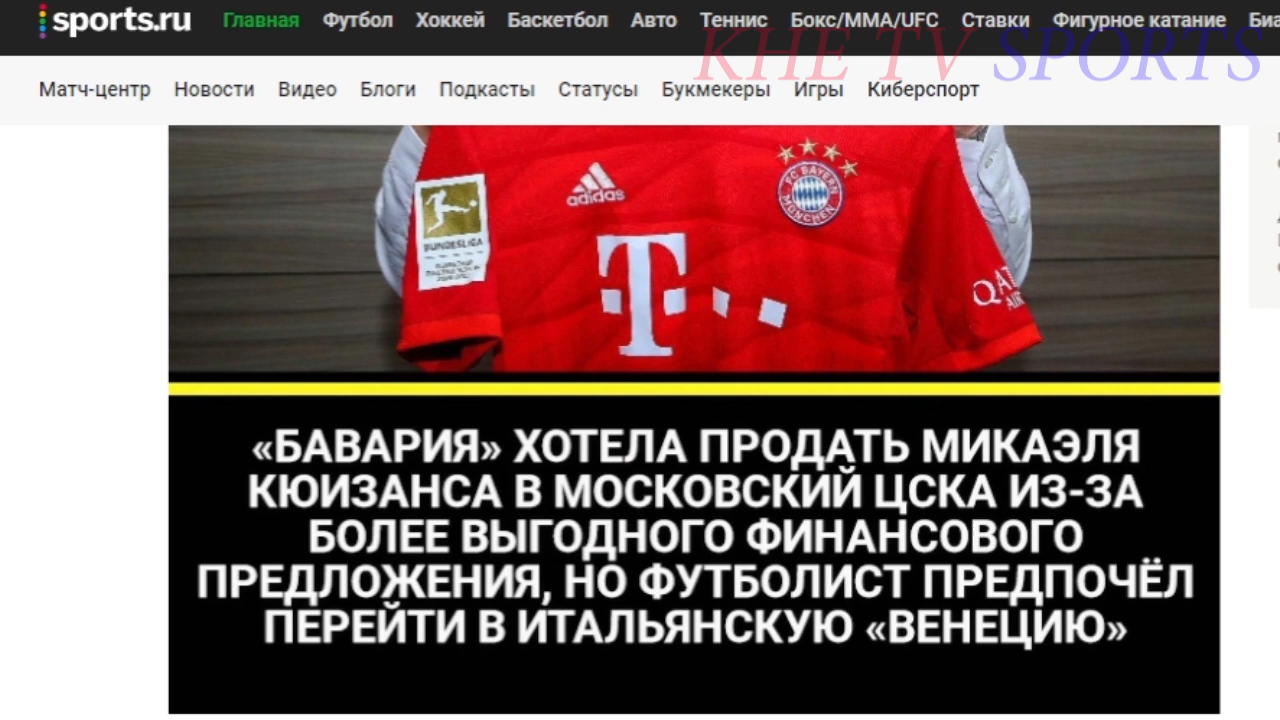 sports.ru Главная Футбол Хоккей Баскетбол Авто Теннис Бокс/MMA/UFC Ставки Фигурное катание
KHE TV SPORTS
Матч-центр Новости Видео Блоги Подкасты Статусы Букмекеры Игры Киберспорт
adidas
FC BAYERN
MÜNCHEN
BUNDESLIGA
T
«БАВАРИЯ» ХОТЕЛА ПРОДАТЬ МИКАЭЛЯ
КЮИЗАНСА В МОСКОВСКИЙ ЦСКА ИЗ-ЗА
БОЛЕЕ ВЫГОДНОГО ФИНАНСОВОГО
ПРЕДЛОЖЕНИЯ, НО ФУТБОЛИСТ ПРЕДПОЧЁЛ
ПЕРЕЙТИ В ИТАЛЬЯНСКУЮ «ВЕНЕЦИЮ»